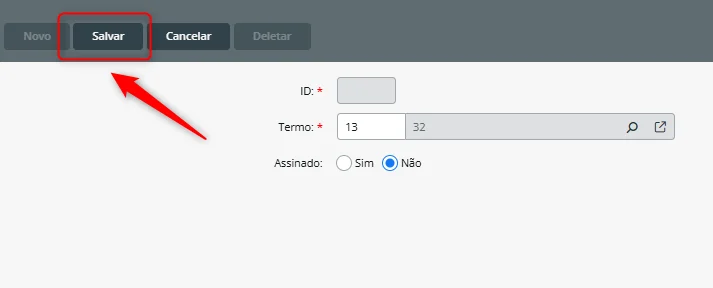 Novo Salvar Cancelar Deletar
ID: *
Termo: * 13 32
Assinado: Sim Não